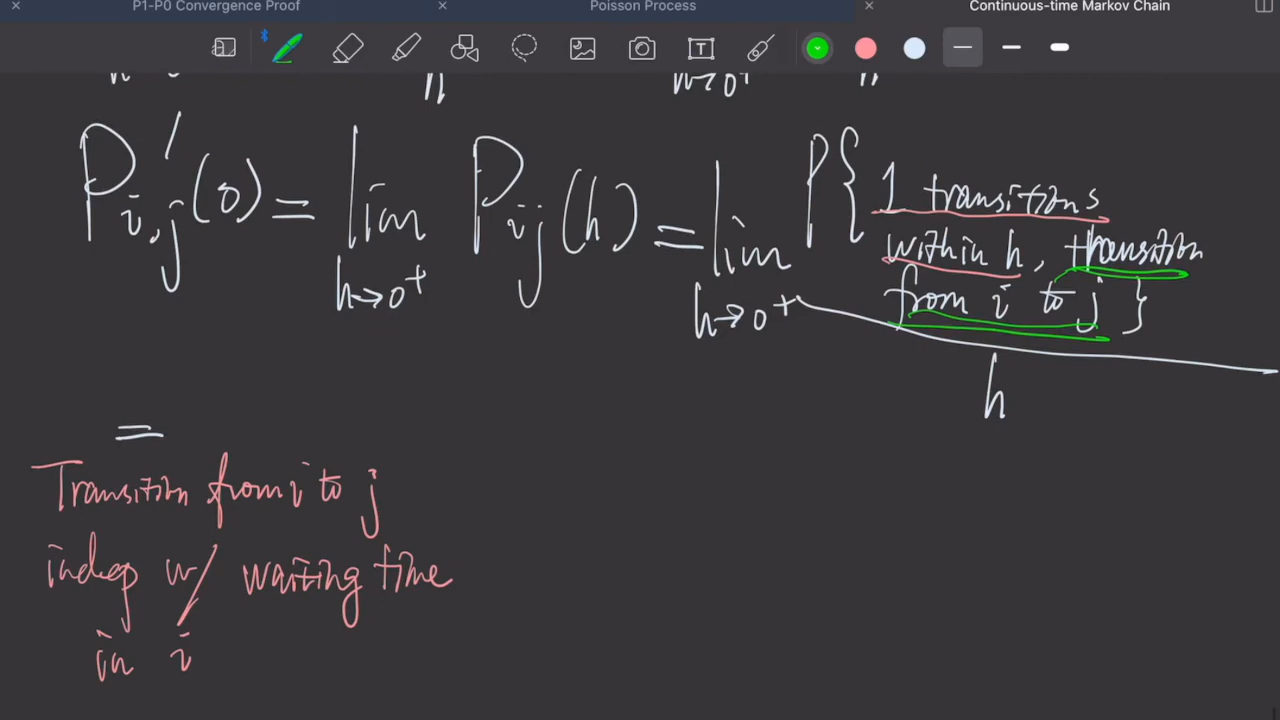 P1-P0 Convergence Proof
Poisson Process
Continuous-time Markov Chain
P'i,j(0) = lim h→0+ Pij(h) = lim h→0+ P{ 1 transitions
within h, transition
from i to j }
h
=
Transition from i to j
indep w/ waiting time
in i